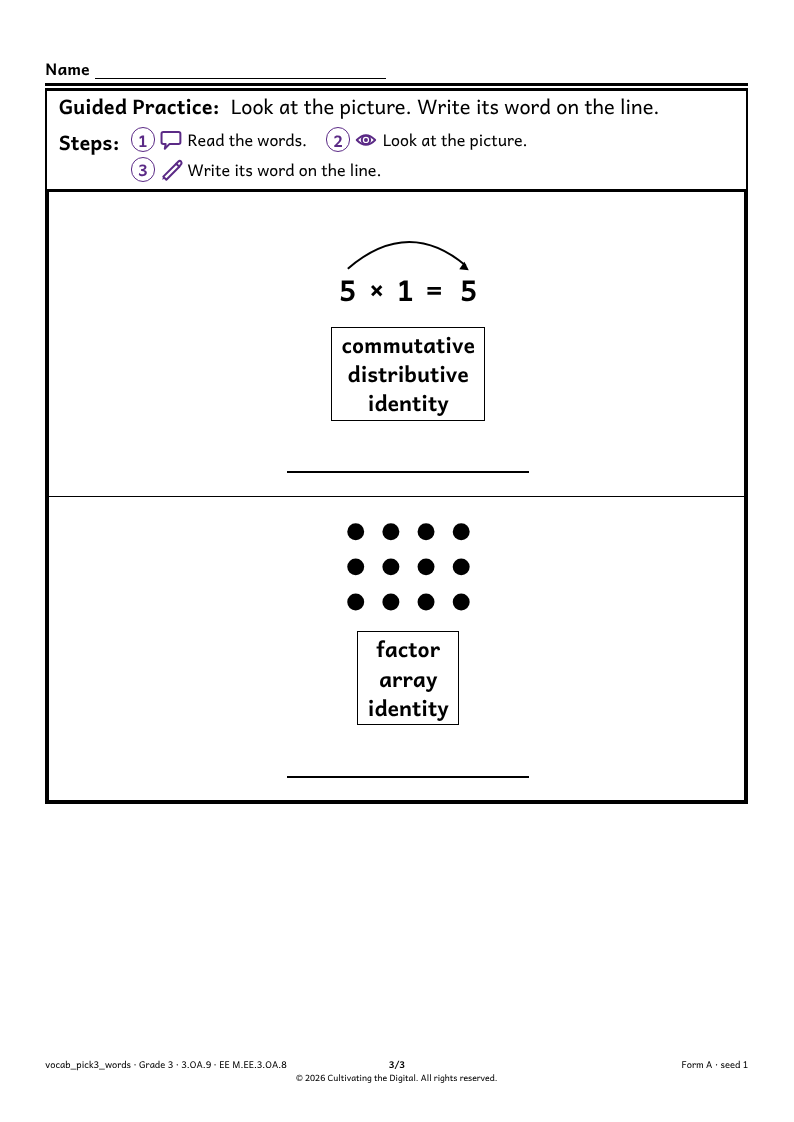 Name
Guided Practice: Look at the picture. Write its word on the line.
Steps: 1 Read the words. 2 Look at the picture.
3 Write its word on the line.
5 × 1 = 5
commutative
distributive
identity
factor
array
identity
vocab_pick3_words · Grade 3 · 3.OA.9 · EE M.EE.3.OA.8 3/3 Form A · seed 1
© 2026 Cultivating the Digital. All rights reserved.